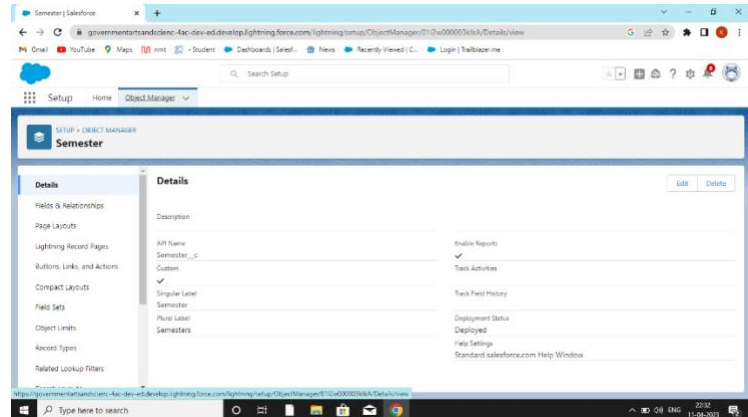 Semester | Salesforce
governmentartsandscienc-4ac-dev-ed.develop.lightning.force.com/lightning/setup/ObjectManager/01I2w000003iclkA/Details/view
Gmail YouTube Maps - Student Dashboards | Salesf... News Recently Viewed | C... Login | Trailblazer.me
Search Setup
Setup Home Object Manager
SETUP > OBJECT MANAGER
Semester
Details
Fields & Relationships
Page Layouts
Lightning Record Pages
Buttons, Links, and Actions
Compact Layouts
Field Sets
Object Limits
Record Types
Related Lookup Filters
Details
Edit Delete
Description
API Name
Semester__c
Custom
✓
Singular Label
Semester
Plural Label
Semesters
Enable Reports
✓
Track Activities
Track Field History
Deployment Status
Deployed
Help Settings
Standard salesforce.com Help Window
Type here to search
ENG
22:32
11-04-2023